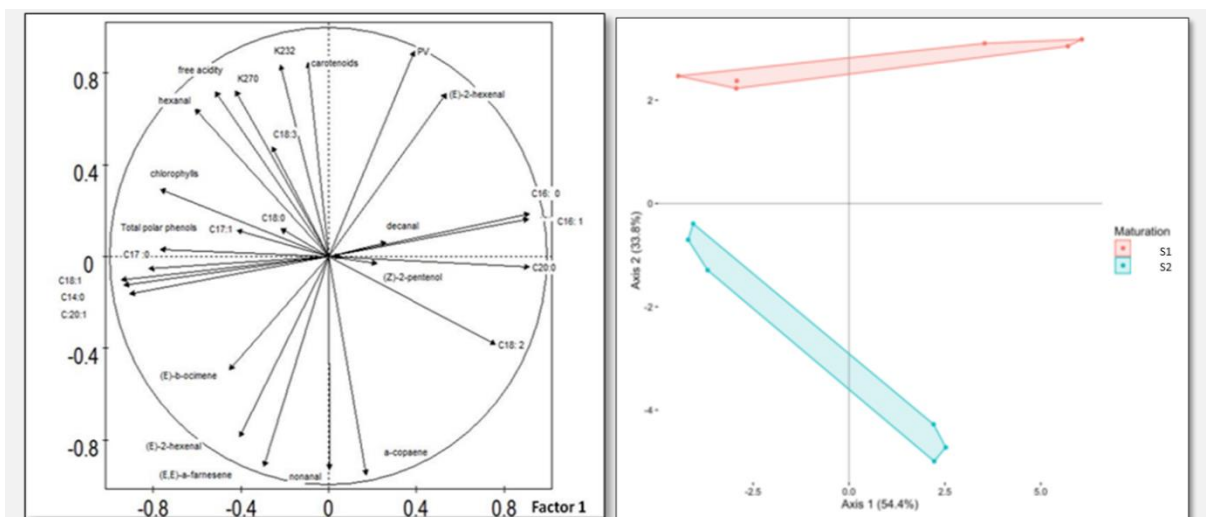 K232
PV
carotenoids
free acidity
K270
(E)-2-hexenal
hexanal
C18:3
chlorophylls
C16: 0
C16: 1
C18:0
decanal
Total polar phenols
C17:1
C17 :0
(Z)-2-pentenol
C20:0
C18:1
C14:0
C:20:1
C18: 2
(E)-b-ocimene
(E)-2-hexenal
a-copaene
(E,E)-a-farnesene
nonanal
0.8
0.4
0
-0.4
-0.8
-0.8
-0.4
0
0.4
0.8
Factor 1
2
0
-2
-4
Axis 2 (33.8%)
-2.5
0.0
2.5
5.0
Axis 1 (54.4%)
Maturation
S1
S2